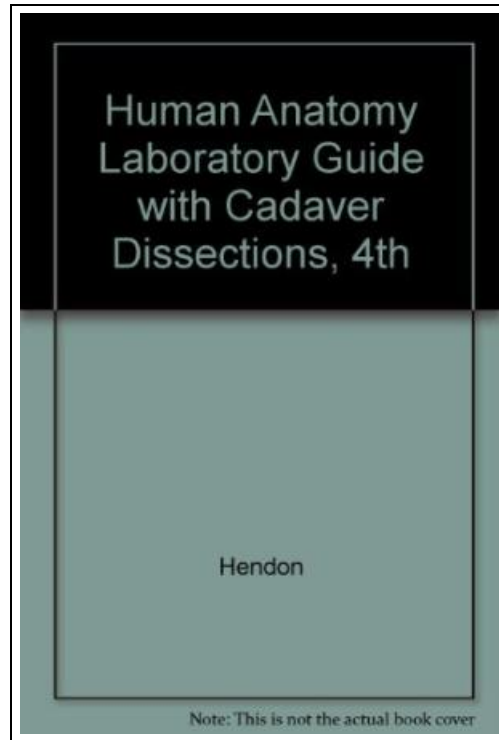 Human Anatomy
Laboratory Guide
with Cadaver
Dissections, 4th
Hendon
Note: This is not the actual book cover